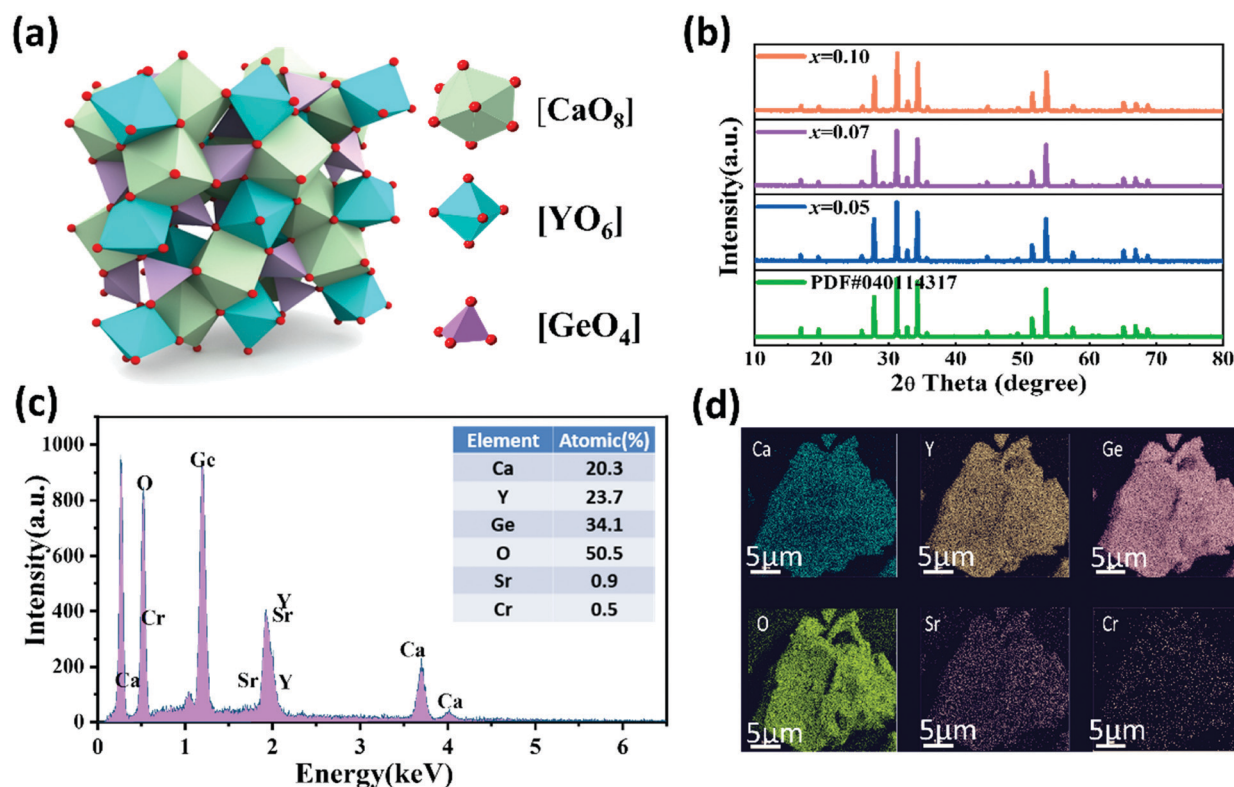 (a)
[CaO₈]
[YO₆]
[GeO₄]
(b)
x=0.10
x=0.07
x=0.05
PDF#040114317
Intensity(a.u.)
10 20 30 40 50 60 70 80
2θ Theta (degree)
(c)
1000
800
600
400
200
0
Intensity(a.u.)
Ca
O
Cr
Ge
Y
Sr
Sr
Y
Ca
Ca
0 1 2 3 4 5 6
Energy(keV)
Element Atomic(%)
Ca 20.3
Y 23.7
Ge 34.1
O 50.5
Sr 0.9
Cr 0.5
(d)
Ca Y Ge
5μm 5μm 5μm
O Sr Cr
5μm 5μm 5μm